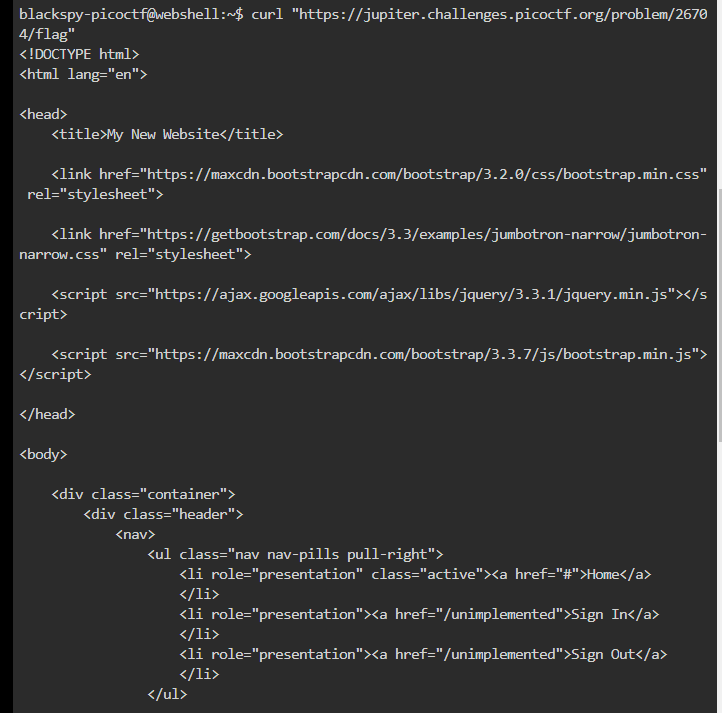 blackspy-picoctf@webshell:~$ curl "https://jupiter.challenges.picoctf.org/problem/2670
4/flag"
<!DOCTYPE html>
<html lang="en">
<head>
<title>My New Website</title>
<link href="https://maxcdn.bootstrapcdn.com/bootstrap/3.2.0/css/bootstrap.min.css"
rel="stylesheet">
<link href="https://getbootstrap.com/docs/3.3/examples/jumbotron-narrow/jumbotron-
narrow.css" rel="stylesheet">
<script src="https://ajax.googleapis.com/ajax/libs/jquery/3.3.1/jquery.min.js"></s
cript>
<script src="https://maxcdn.bootstrapcdn.com/bootstrap/3.3.7/js/bootstrap.min.js">
</script>
</head>
<body>
<div class="container">
<div class="header">
<nav>
<ul class="nav nav-pills pull-right">
<li role="presentation" class="active"><a href="#">Home</a>
</li>
<li role="presentation"><a href="/unimplemented">Sign In</a>
</li>
<li role="presentation"><a href="/unimplemented">Sign Out</a>
</li>
</ul>